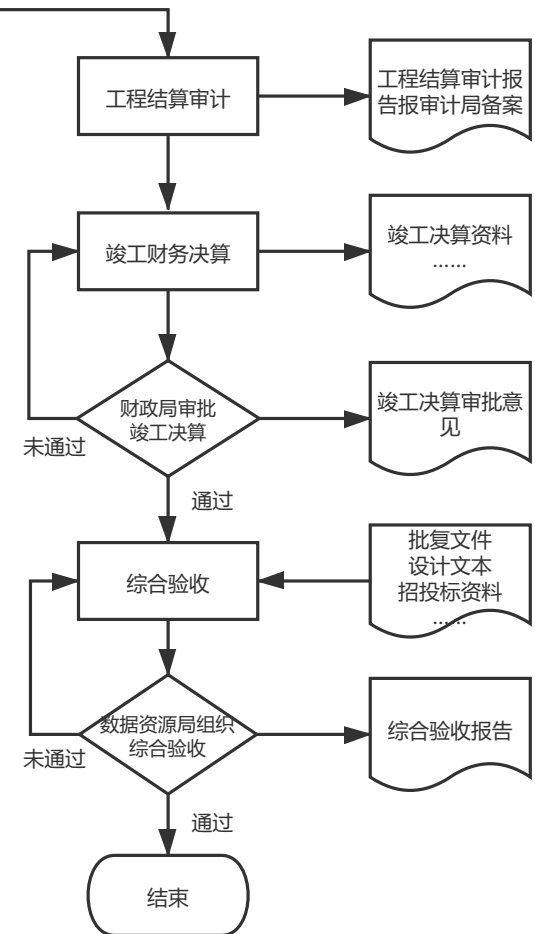 工程结算审计
工程结算审计报
告报审计局备案
竣工财务决算
竣工决算资料
......
财政局审批
竣工决算
竣工决算审批意
见
未通过
通过
综合验收
批复文件
设计文本
招投标资料
......
数据资源局组织
综合验收
综合验收报告
未通过
通过
结束